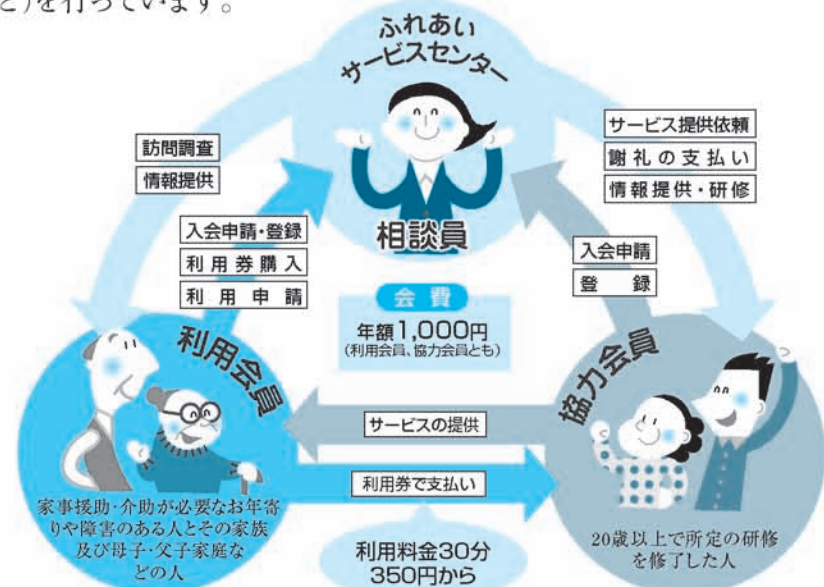 と)を行っています。
ふれあい
サービスセンター
相談員
訪問調査
情報提供
サービス提供依頼
謝礼の支払い
情報提供・研修
入会申請・登録
利用券購入
利用申請
入会申請
登録
会費
年額1,000円
(利用会員、協力会員とも)
利用会員
協力会員
サービスの提供
利用券で支払い
家事援助・介助が必要なお年寄
りや障害のある人とその家族
及び母子・父子家庭な
どの人
20歳以上で所定の研修
を修了した人
利用料金30分
350円から